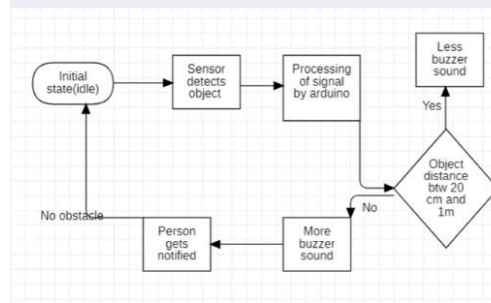 Initial
state(idle)
Sensor
detects
object
Processing
of signal
by arduino
Less
buzzer
sound
Yes
Object
distance
btw 20
cm and
1m
No
More
buzzer
sound
Person
gets
notified
No obstacle